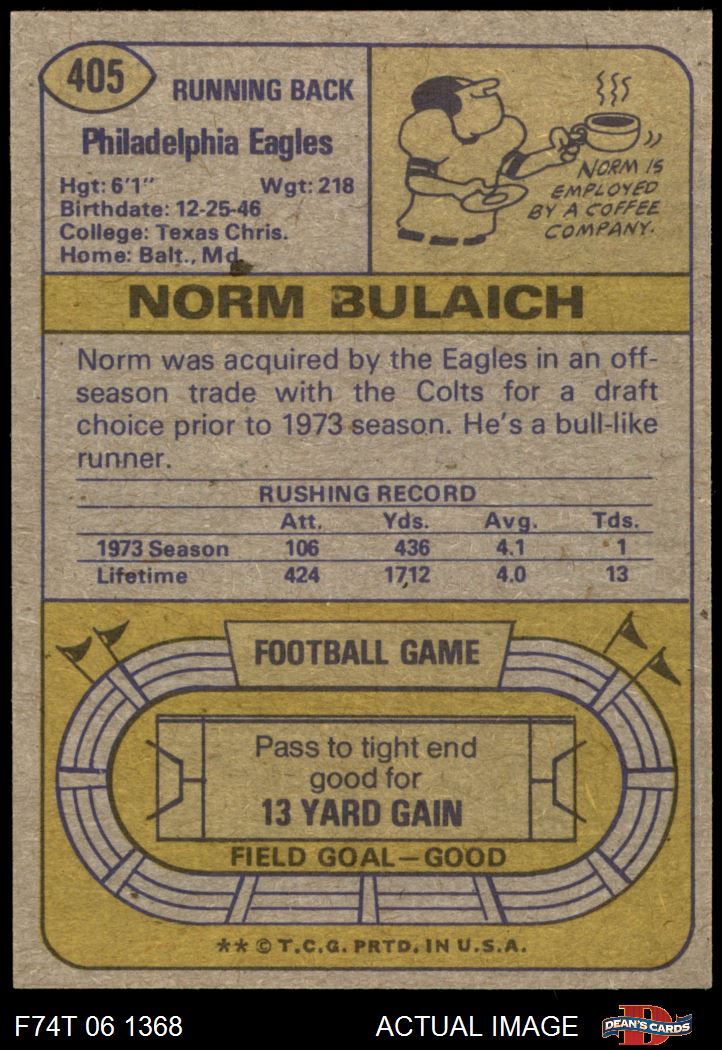 405
RUNNING BACK
Philadelphia Eagles
Hgt: 6'1" Wgt: 218
Birthdate: 12-25-46
College: Texas Chris.
Home: Balt., Md.
NORM IS
EMPLOYED
BY A COFFEE
COMPANY.
NORM BULAICH
Norm was acquired by the Eagles in an off-
season trade with the Colts for a draft
choice prior to 1973 season. He's a bull-like
runner.
RUSHING RECORD
Att. Yds. Avg. Tds.
1973 Season 106 436 4.1 1
Lifetime 424 1712 4.0 13
FOOTBALL GAME
Pass to tight end
good for
13 YARD GAIN
FIELD GOAL—GOOD
** © T.C.G. PRTD. IN U.S.A.
F74T 06 1368 ACTUAL IMAGE
D
DEAN'S CARDS